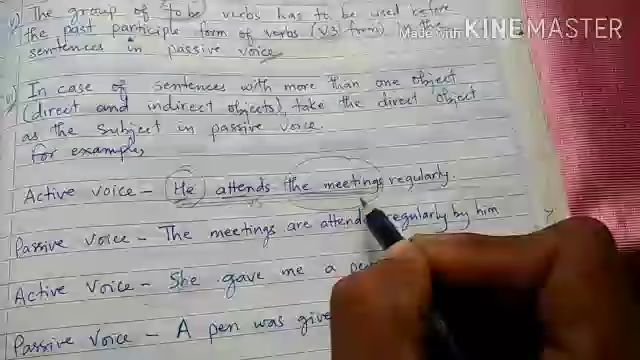 The group of to be verbs has to be used before
the past participle form of verbs (V3 from) in the
sentences in passive voice
Made with KINEMASTER
In case of sentences with more than one object
(direct and indirect objects), take the direct object
as the subject in passive voice.
For example,
Active voice - He attends the meetings regularly.
Passive voice - The meetings are regularly by him
Active voice - She gave me a
Passive voice - A pen was